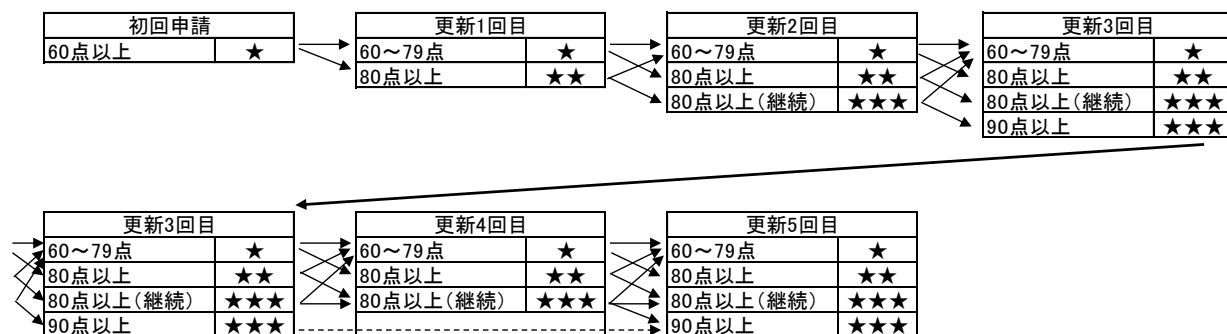 初回申請
60点以上 ★
更新1回目
60～79点 ★
80点以上 ★★
更新2回目
60～79点 ★
80点以上 ★★
80点以上(継続) ★★★
更新3回目
60～79点 ★
80点以上 ★★
80点以上(継続) ★★★
90点以上 ★★★
更新3回目
60～79点 ★
80点以上 ★★
80点以上(継続) ★★★
90点以上 ★★★
更新4回目
60～79点 ★
80点以上 ★★
80点以上(継続) ★★★
更新5回目
60～79点 ★
80点以上 ★★
80点以上(継続) ★★★
90点以上 ★★★